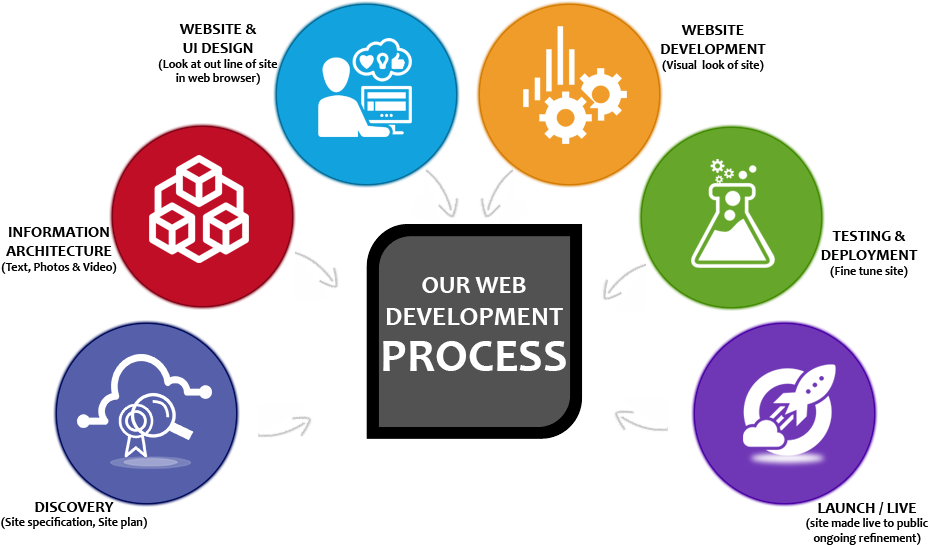 WEBSITE &
UI DESIGN
(Look at out line of site
in web browser)
WEBSITE
DEVELOPMENT
(Visual look of site)
INFORMATION
ARCHITECTURE
(Text, Photos & Video)
TESTING &
DEPLOYMENT
(Fine tune site)
OUR WEB
DEVELOPMENT
PROCESS
DISCOVERY
(Site specification, Site plan)
LAUNCH / LIVE
(site made live to public
ongoing refinement)